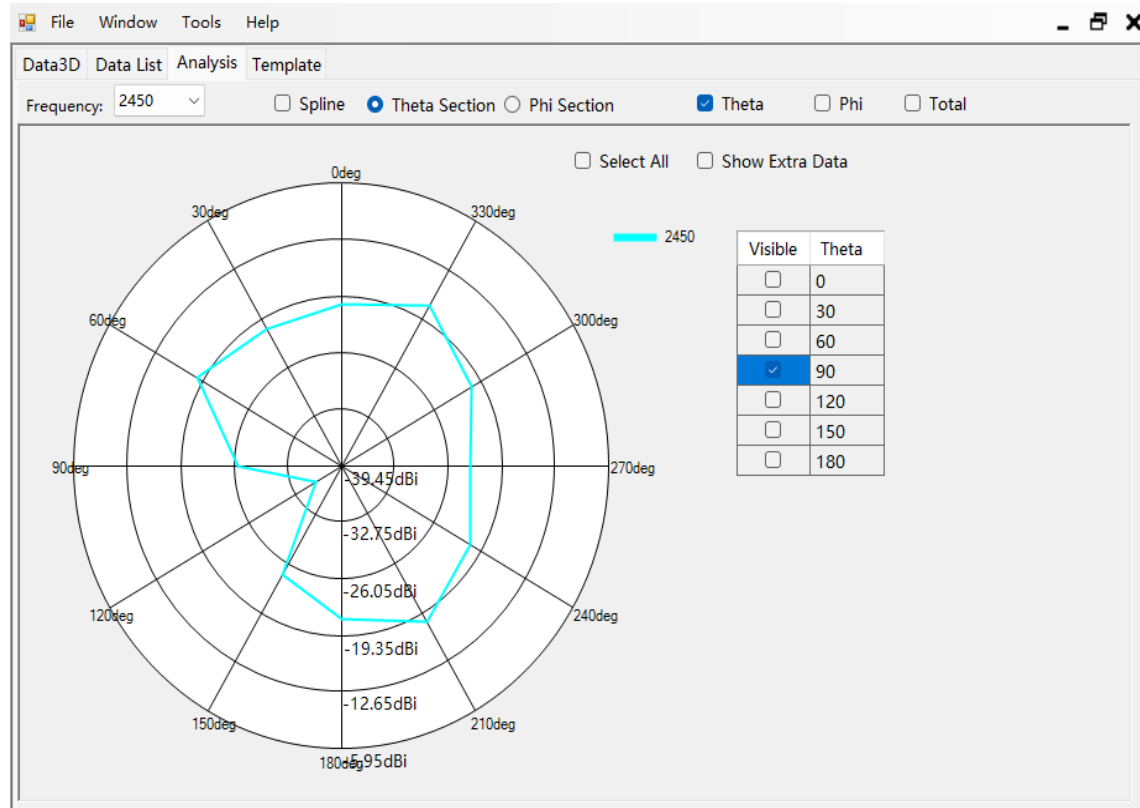 File Window Tools Help
Data3D Data List Analysis Template
Frequency: 2450 Spline Theta Section Phi Section Theta Phi Total
Select All Show Extra Data
0deg
30deg 330deg
2450
Visible Theta
0
30
60deg 300deg
60
90
120
150
90deg 270deg
180
-39.45dBi
-32.75dBi
-26.05dBi
120deg 240deg
-19.35dBi
-12.65dBi
150deg 210deg
180deg -5.95dBi